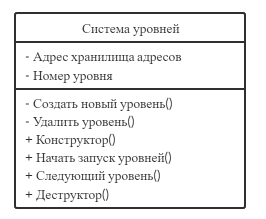 Система уровней
- Адрес хранилища адресов
- Номер уровня
- Создать новый уровень()
- Удалить уровень()
+ Конструктор()
+ Начать запуск уровней()
+ Следующий уровень()
+ Деструктор()